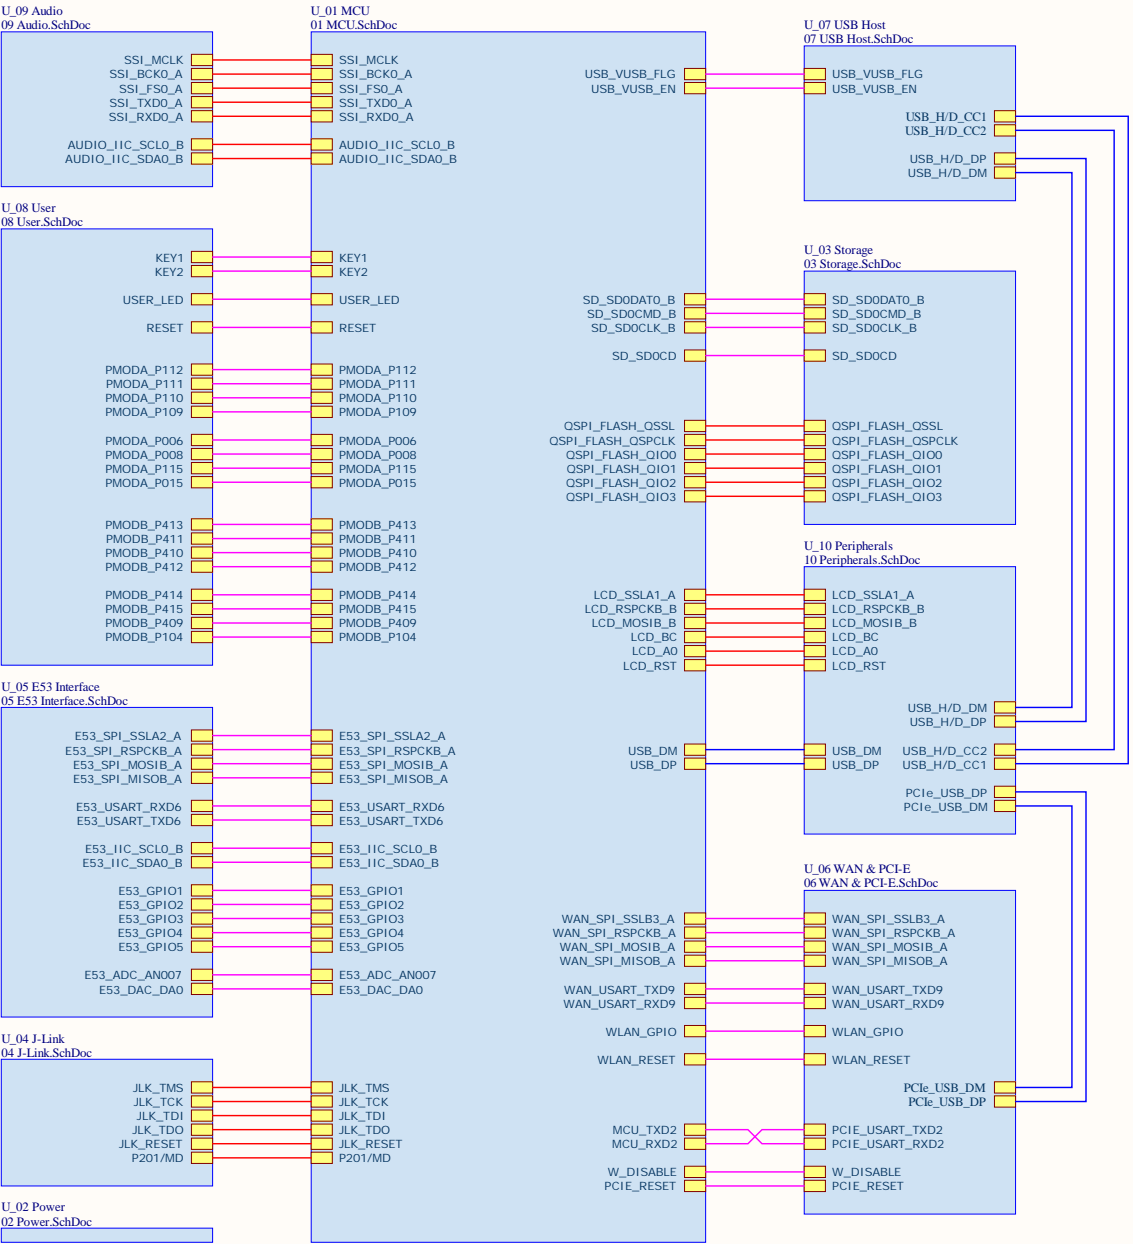 U_09 Audio
09 Audio.SchDoc
SSI_MCLK
SSI_BCK0_A
SSI_FS0_A
SSI_TXD0_A
SSI_RXD0_A
AUDIO_IIC_SCL0_B
AUDIO_IIC_SDA0_B
U_08 User
08 User.SchDoc
KEY1
KEY2
USER_LED
RESET
PMODA_P112
PMODA_P111
PMODA_P110
PMODA_P109
PMODA_P006
PMODA_P008
PMODA_P115
PMODA_P015
PMODB_P413
PMODB_P411
PMODB_P410
PMODB_P412
PMODB_P414
PMODB_P415
PMODB_P409
PMODB_P104
U_05 E53 Interface
05 E53 Interface.SchDoc
E53_SPI_SSLA2_A
E53_SPI_RSPCKB_A
E53_SPI_MOSIB_A
E53_SPI_MISOB_A
E53_USART_RXD6
E53_USART_TXD6
E53_IIC_SCL0_B
E53_IIC_SDA0_B
E53_GPIO1
E53_GPIO2
E53_GPIO3
E53_GPIO4
E53_GPIO5
E53_ADC_AN007
E53_DAC_DA0
U_04 J-Link
04 J-Link.SchDoc
JLK_TMS
JLK_TCK
JLK_TDI
JLK_TDO
JLK_RESET
P201/MD
U_02 Power
02 Power.SchDoc
U_01 MCU
01 MCU.SchDoc
SSI_MCLK
SSI_BCK0_A
SSI_FS0_A
SSI_TXD0_A
SSI_RXD0_A
AUDIO_IIC_SCL0_B
AUDIO_IIC_SDA0_B
KEY1
KEY2
USER_LED
RESET
PMODA_P112
PMODA_P111
PMODA_P110
PMODA_P109
PMODA_P006
PMODA_P008
PMODA_P115
PMODA_P015
PMODB_P413
PMODB_P411
PMODB_P410
PMODB_P412
PMODB_P414
PMODB_P415
PMODB_P409
PMODB_P104
E53_SPI_SSLA2_A
E53_SPI_RSPCKB_A
E53_SPI_MOSIB_A
E53_SPI_MISOB_A
E53_USART_RXD6
E53_USART_TXD6
E53_IIC_SCL0_B
E53_IIC_SDA0_B
E53_GPIO1
E53_GPIO2
E53_GPIO3
E53_GPIO4
E53_GPIO5
E53_ADC_AN007
E53_DAC_DA0
JLK_TMS
JLK_TCK
JLK_TDI
JLK_TDO
JLK_RESET
P201/MD
USB_VUSB_FLG
USB_VUSB_EN
SD_SD0DAT0_B
SD_SD0CMD_B
SD_SD0CLK_B
SD_SD0CD
QSPI_FLASH_QSSL
QSPI_FLASH_QSPCLK
QSPI_FLASH_QIO0
QSPI_FLASH_QIO1
QSPI_FLASH_QIO2
QSPI_FLASH_QIO3
LCD_SSLA1_A
LCD_RSPCKB_B
LCD_MOSIB_B
LCD_BC
LCD_A0
LCD_RST
USB_DM
USB_DP
WAN_SPI_SSLB3_A
WAN_SPI_RSPCKB_A
WAN_SPI_MOSIB_A
WAN_SPI_MISOB_A
WAN_USART_TXD9
WAN_USART_RXD9
WLAN_GPIO
WLAN_RESET
MCU_TXD2
MCU_RXD2
W_DISABLE
PCIE_RESET
U_07 USB Host
07 USB Host.SchDoc
USB_VUSB_FLG
USB_VUSB_EN
USB_H/D_CC1
USB_H/D_CC2
USB_H/D_DP
USB_H/D_DM
U_03 Storage
03 Storage.SchDoc
SD_SD0DAT0_B
SD_SD0CMD_B
SD_SD0CLK_B
SD_SD0CD
QSPI_FLASH_QSSL
QSPI_FLASH_QSPCLK
QSPI_FLASH_QIO0
QSPI_FLASH_QIO1
QSPI_FLASH_QIO2
QSPI_FLASH_QIO3
U_10 Peripherals
10 Peripherals.SchDoc
LCD_SSLA1_A
LCD_RSPCKB_B
LCD_MOSIB_B
LCD_BC
LCD_A0
LCD_RST
USB_H/D_DM
USB_H/D_DP
USB_DM USB_H/D_CC2
USB_DP USB_H/D_CC1
PCIe_USB_DP
PCIe_USB_DM
U_06 WAN & PCI-E
06 WAN & PCI-E.SchDoc
WAN_SPI_SSLB3_A
WAN_SPI_RSPCKB_A
WAN_SPI_MOSIB_A
WAN_SPI_MISOB_A
WAN_USART_TXD9
WAN_USART_RXD9
WLAN_GPIO
WLAN_RESET
PCIe_USB_DM
PCIe_USB_DP
PCIE_USART_TXD2
PCIE_USART_RXD2
W_DISABLE
PCIE_RESET